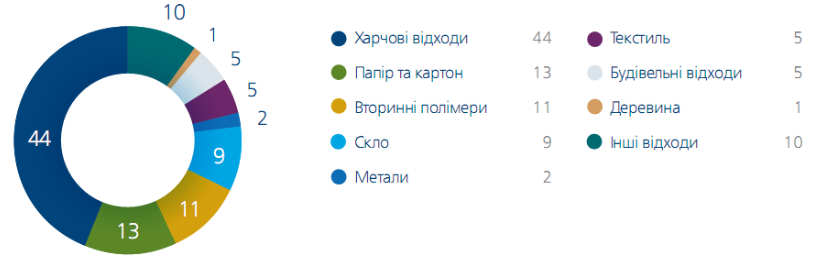 10
1
5
5
2
44
9
11
13
Харчові відходи 44
Папір та картон 13
Вторинні полімери 11
Скло 9
Метали 2
Текстиль 5
Будівельні відходи 5
Деревина 1
Інші відходи 10